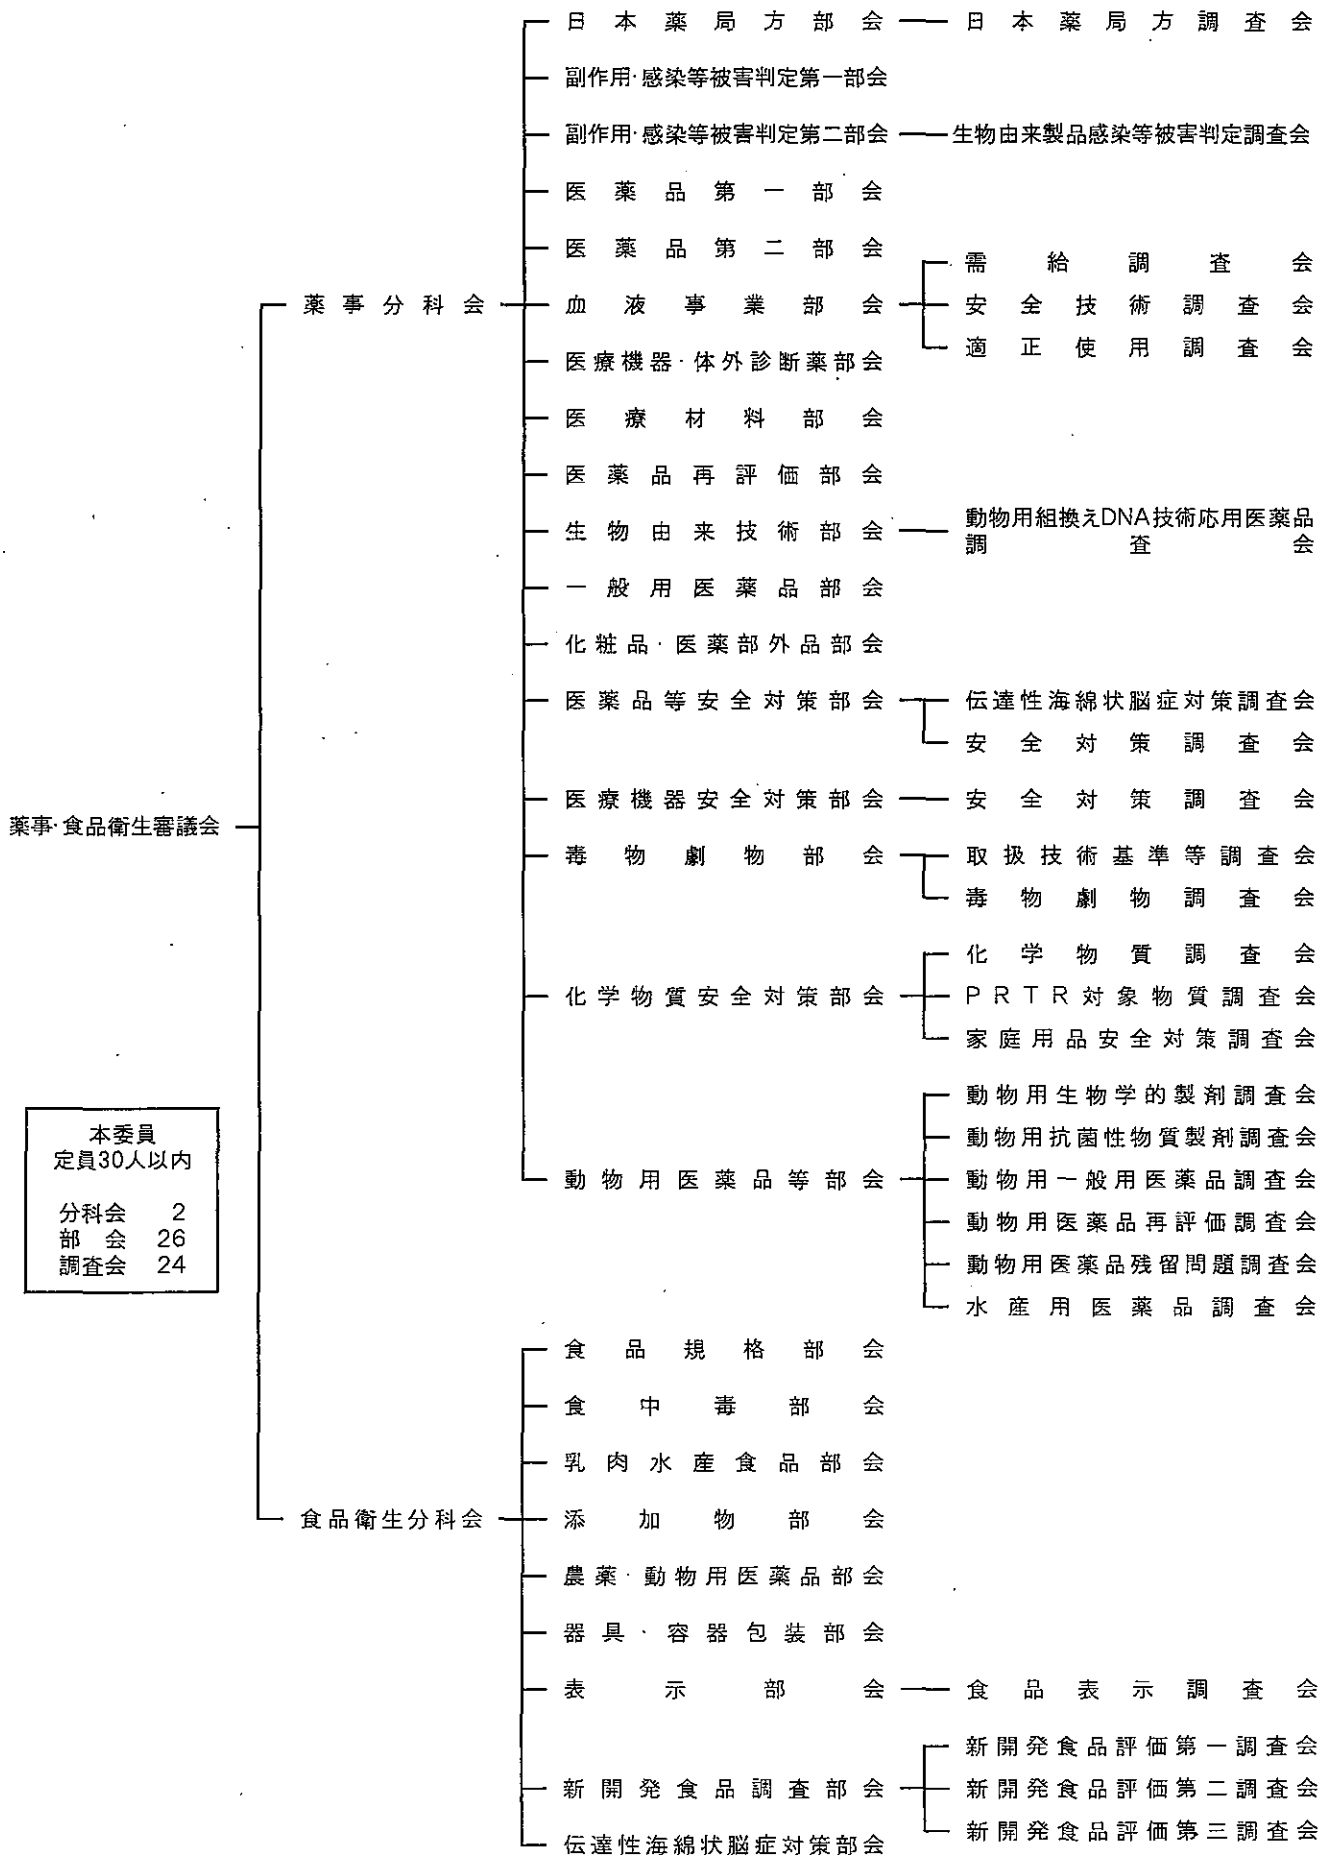 日本薬局方部会 日本薬局方調査会
副作用・感染等被害判定第一部会
副作用・感染等被害判定第二部会 生物由来製品感染等被害判定調査会
医薬品第一部会
医薬品第二部会
需給調査会
薬事分科会 血液事業部会 安全技術調査会
適正使用調査会
医療機器・体外診断薬部会
医療材料部会
医薬品再評価部会
生物由来技術部会 動物用組換えDNA技術応用医薬品
調査会
一般用医薬品部会
化粧品・医薬部外品部会
医薬品等安全対策部会 伝達性海綿状脳症対策調査会
安全対策調査会
医療機器安全対策部会 安全対策調査会
薬事・食品衛生審議会
毒物劇物部会 取扱技術基準等調査会
毒物劇物調査会
化学物質調査会
化学物質安全対策部会 PRTR対象物質調査会
家庭用品安全対策調査会
動物用生物学的製剤調査会
動物用抗菌性物質製剤調査会
動物用医薬品等部会 動物用一般用医薬品調査会
動物用医薬品再評価調査会
動物用医薬品残留問題調査会
水産用医薬品調査会
本委員
定員30人以内
分科会 2
部会 26
調査会 24
食品規格部会
食中毒部会
乳肉水産食品部会
食品衛生分科会 添加物部会
農薬・動物用医薬品部会
器具・容器包装部会
表示部会 食品表示調査会
新開発食品評価第一調査会
新開発食品調査部会 新開発食品評価第二調査会
新開発食品評価第三調査会
伝達性海綿状脳症対策部会